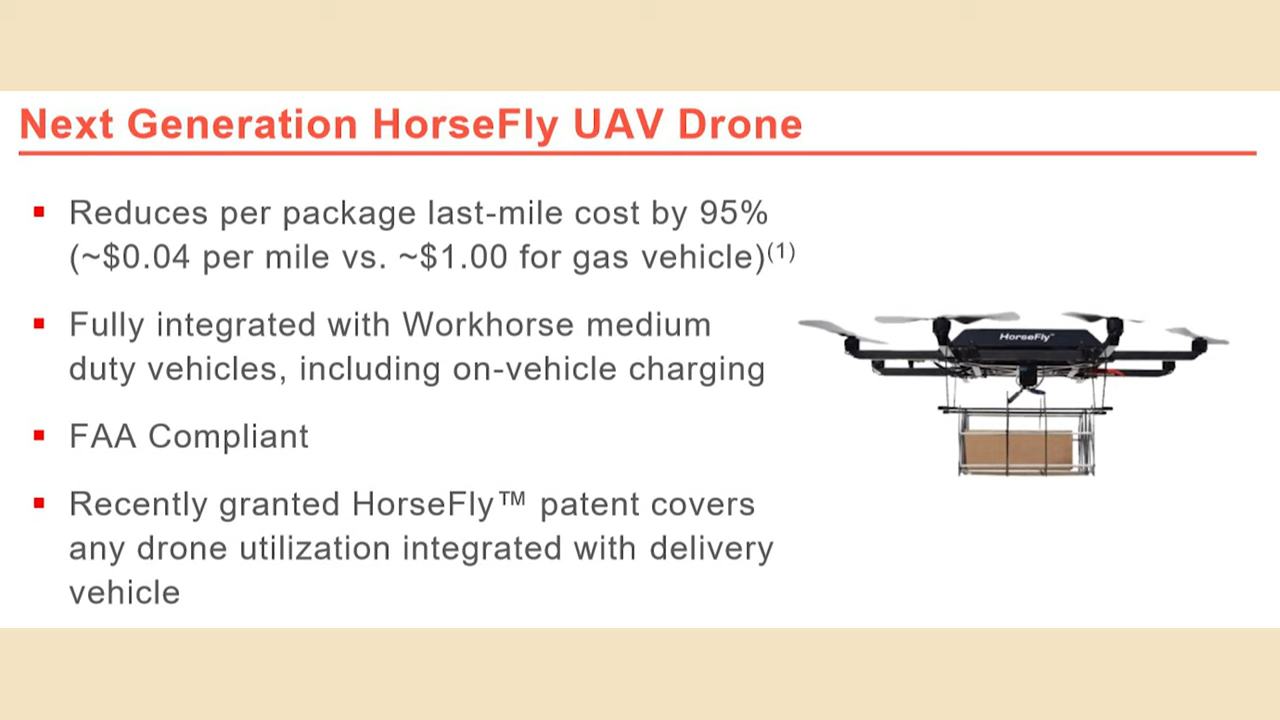 Next Generation HorseFly UAV Drone
▪ Reduces per package last-mile cost by 95%
(~$0.04 per mile vs. ~$1.00 for gas vehicle)(1)
▪ Fully integrated with Workhorse medium
duty vehicles, including on-vehicle charging
▪ FAA Compliant
▪ Recently granted HorseFly™ patent covers
any drone utilization integrated with delivery
vehicle
HorseFly™